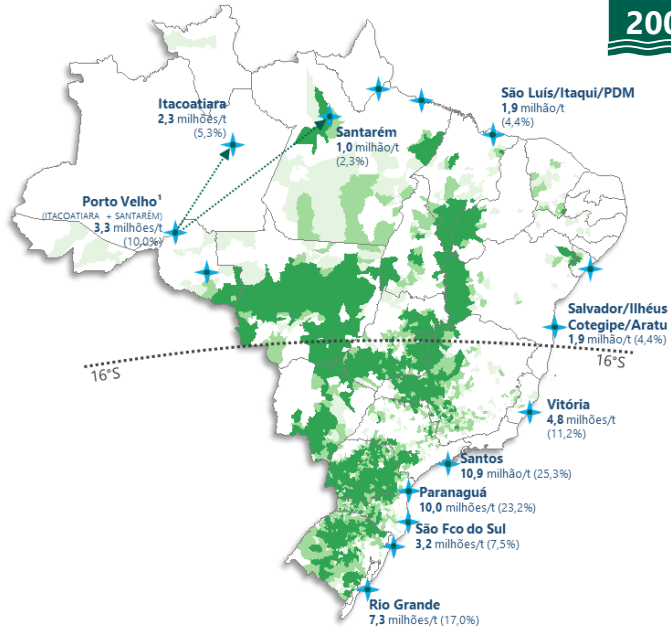 200
São Luís/Itaqui/PDM
1,9 milhão/t
(4,4%)
Itacoatiara
2,3 milhões/t
(5,3%)
Santarém
1,0 milhão/t
(2,3%)
Porto Velho¹
(ITACOATIARA + SANTARÉM)
3,3 milhões/t
(10,0%)
Salvador/Ilhéus
Cotegipe/Aratu
1,9 milhão/t (4,4%)
16°S
16°S
Vitória
4,8 milhões/t
(11,2%)
Santos
10,9 milhão/t (25,3%)
Paranaguá
10,0 milhões/t (23,2%)
São Fco do Sul
3,2 milhões/t (7,5%)
Rio Grande
7,3 milhões/t (17,0%)